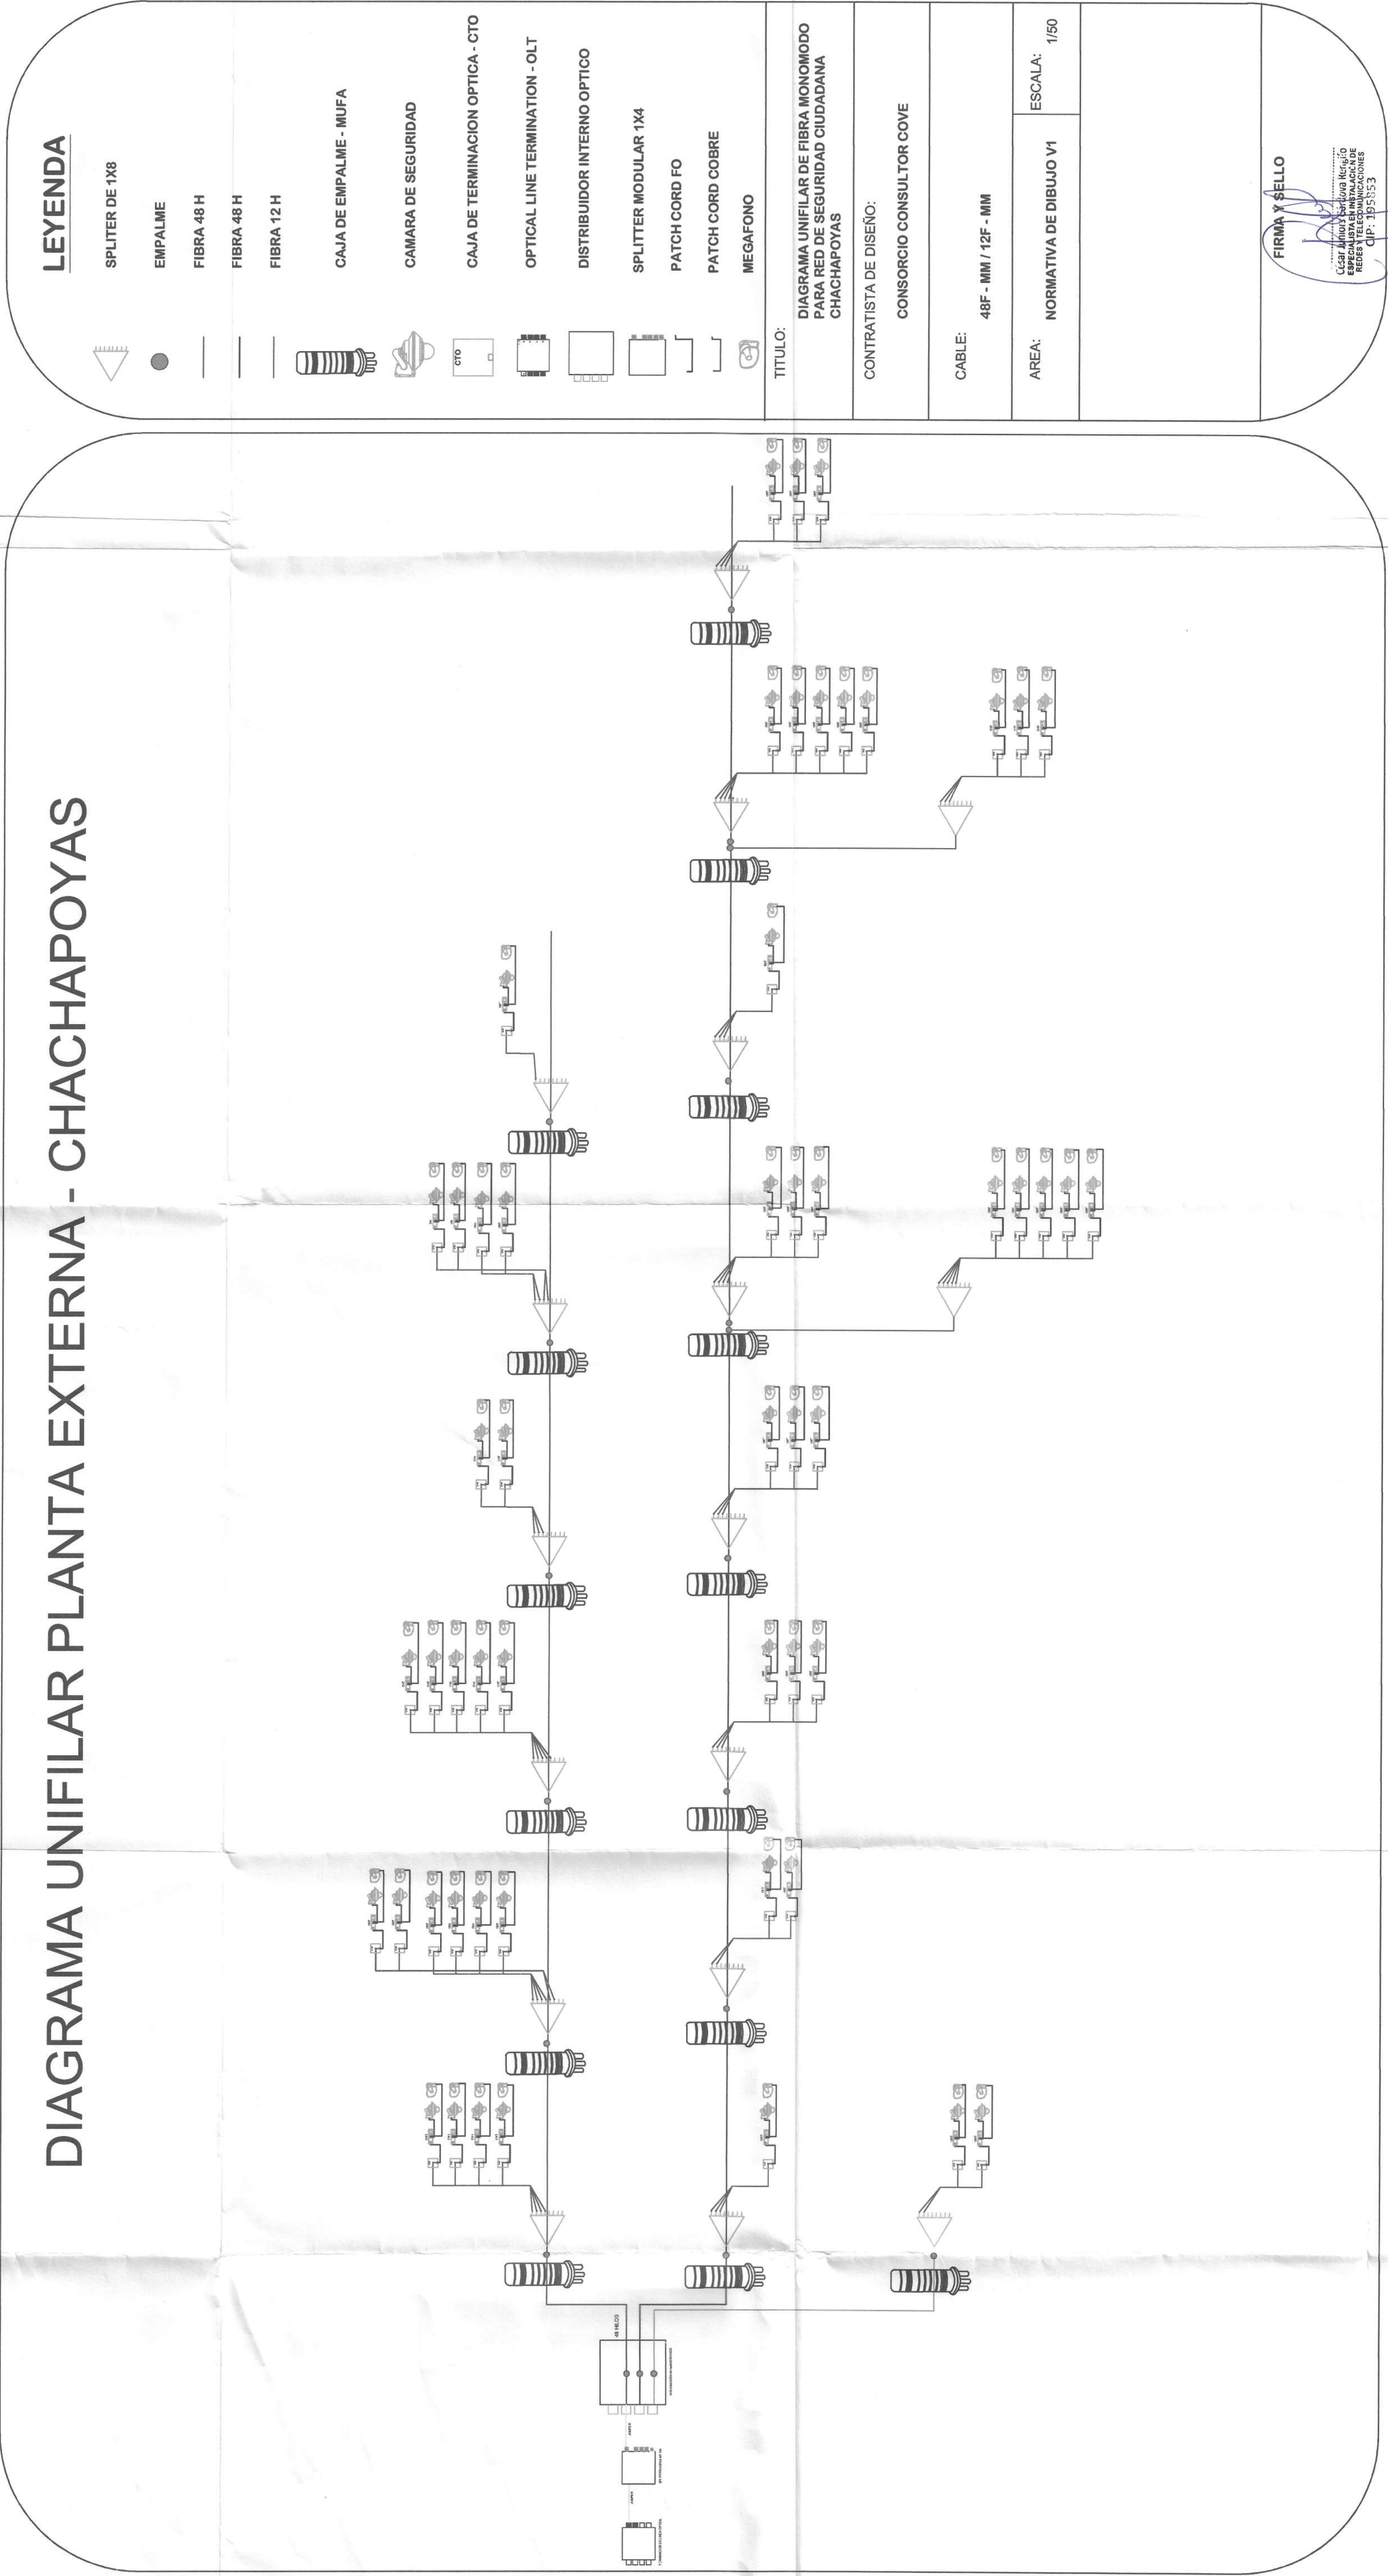 DIAGRAMA UNIFILAR PLANTA EXTERNA - CHACHAPOYAS
48 HILOS
JUMPER
JUMPER
LEYENDA
SPLITER DE 1X8
EMPALME
FIBRA 48 H
FIBRA 48 H
FIBRA 12 H
CAJA DE EMPALME - MUFA
CAMARA DE SEGURIDAD
CTO
CAJA DE TERMINACION OPTICA - CTO
OPTICAL LINE TERMINATION - OLT
DISTRIBUIDOR INTERNO OPTICO
SPLITTER MODULAR 1X4
PATCH CORD FO
PATCH CORD COBRE
MEGAFONO
TITULO:
DIAGRAMA UNIFILAR DE FIBRA MONOMODO
PARA RED DE SEGURIDAD CIUDADANA
CHACHAPOYAS
CONTRATISTA DE DISEÑO:
CONSORCIO CONSULTOR COVE
CABLE:
48F - MM / 12F - MM
AREA:
NORMATIVA DE DIBUJO V1
ESCALA:
1/50
FIRMA Y SELLO
ESPECIALISTA EN INSTALACIÓN DE
REDES Y TELECOMUNICACIONES
CIP: 195853